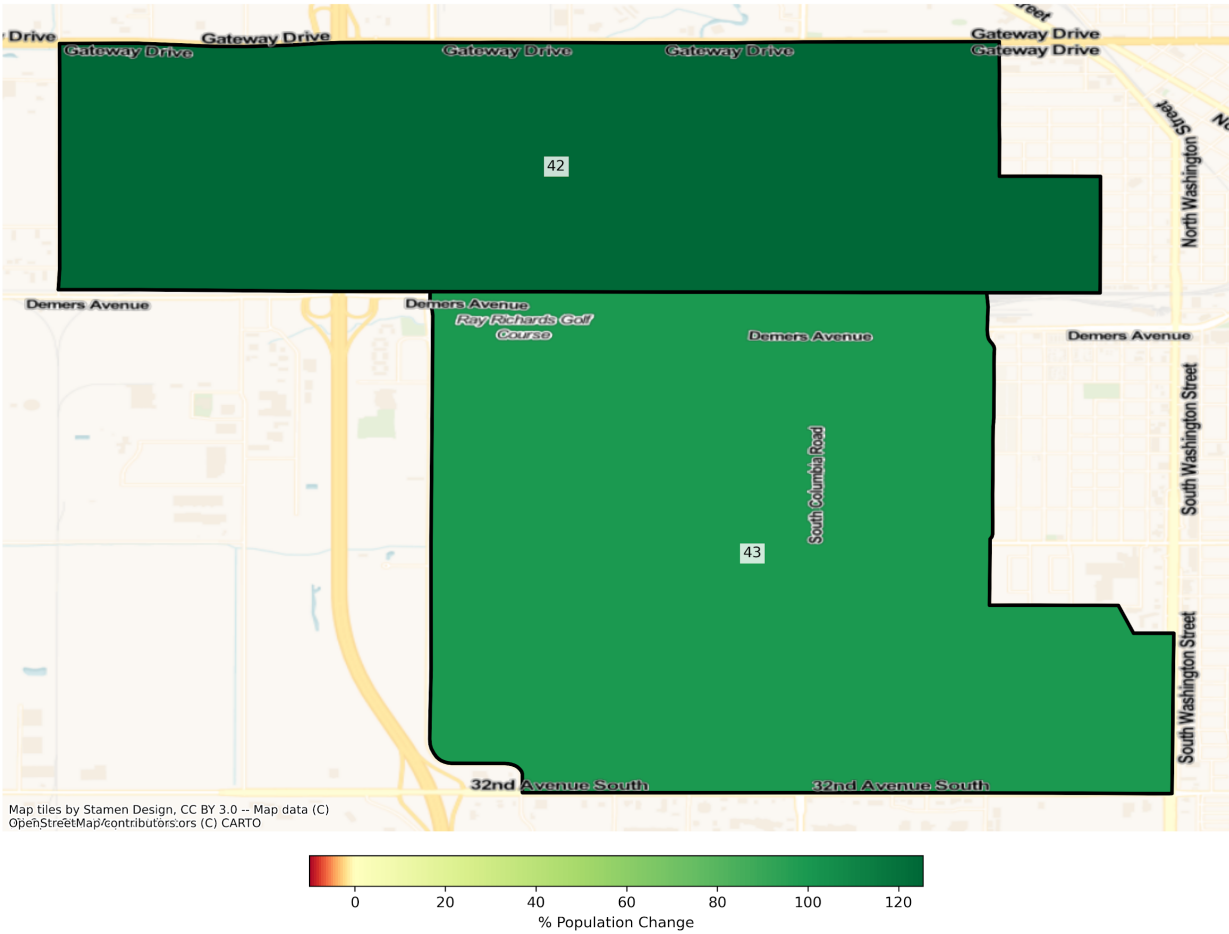 Drive
Gateway Drive
reet
Gateway Drive
Gateway Drive
Gateway Drive
Gateway Drive
Gateway Drive
Street
No
North Washington
42
Demers Avenue
Demers Avenue
Ray Richards Golf
Course
Demers Avenue
Demers Avenue
South Washington Street
South Columbia Road
43
South Washington Street
32nd Avenue South
32nd Avenue South
Map tiles by Stamen Design, CC BY 3.0 -- Map data (C)
OpenStreetMap contributors (C) CARTO
0 20 40 60 80 100 120
% Population Change